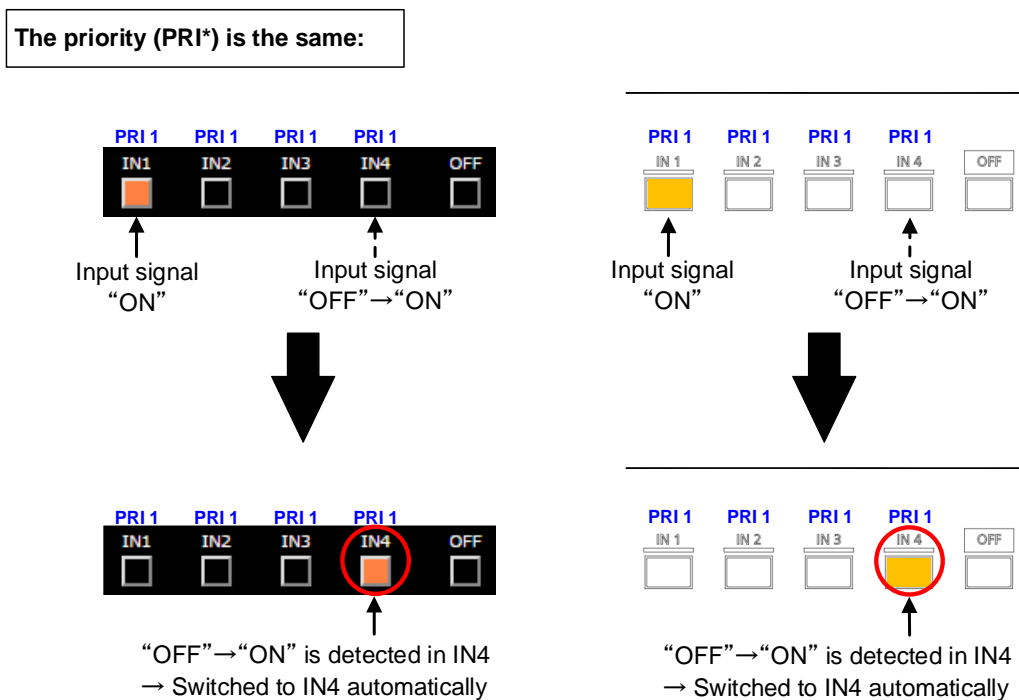 The priority (PRI*) is the same:
PRI 1 PRI 1 PRI 1 PRI 1
IN1 IN2 IN3 IN4 OFF
Input signal
“ON”
Input signal
“OFF”→“ON”
PRI 1 PRI 1 PRI 1 PRI 1
IN 1 IN 2 IN 3 IN 4 OFF
Input signal
“ON”
Input signal
“OFF”→“ON”
PRI 1 PRI 1 PRI 1 PRI 1
IN1 IN2 IN3 IN4 OFF
“OFF”→“ON” is detected in IN4
→ Switched to IN4 automatically
PRI 1 PRI 1 PRI 1 PRI 1
IN 1 IN 2 IN 3 IN 4 OFF
“OFF”→“ON” is detected in IN4
→ Switched to IN4 automatically